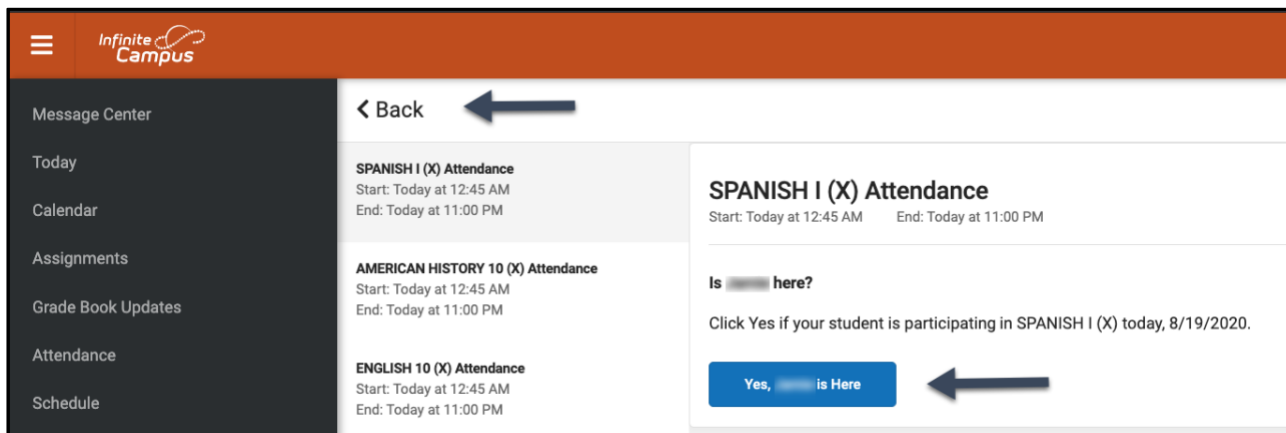 Infinite
Campus
Message Center
Today
Calendar
Assignments
Grade Book Updates
Attendance
Schedule
Back
SPANISH I (X) Attendance
Start: Today at 12:45 AM
End: Today at 11:00 PM
AMERICAN HISTORY 10 (X) Attendance
Start: Today at 12:45 AM
End: Today at 11:00 PM
ENGLISH 10 (X) Attendance
Start: Today at 12:45 AM
End: Today at 11:00 PM
SPANISH I (X) Attendance
Start: Today at 12:45 AM End: Today at 11:00 PM
Is here?
Click Yes if your student is participating in SPANISH I (X) today, 8/19/2020.
Yes, is Here